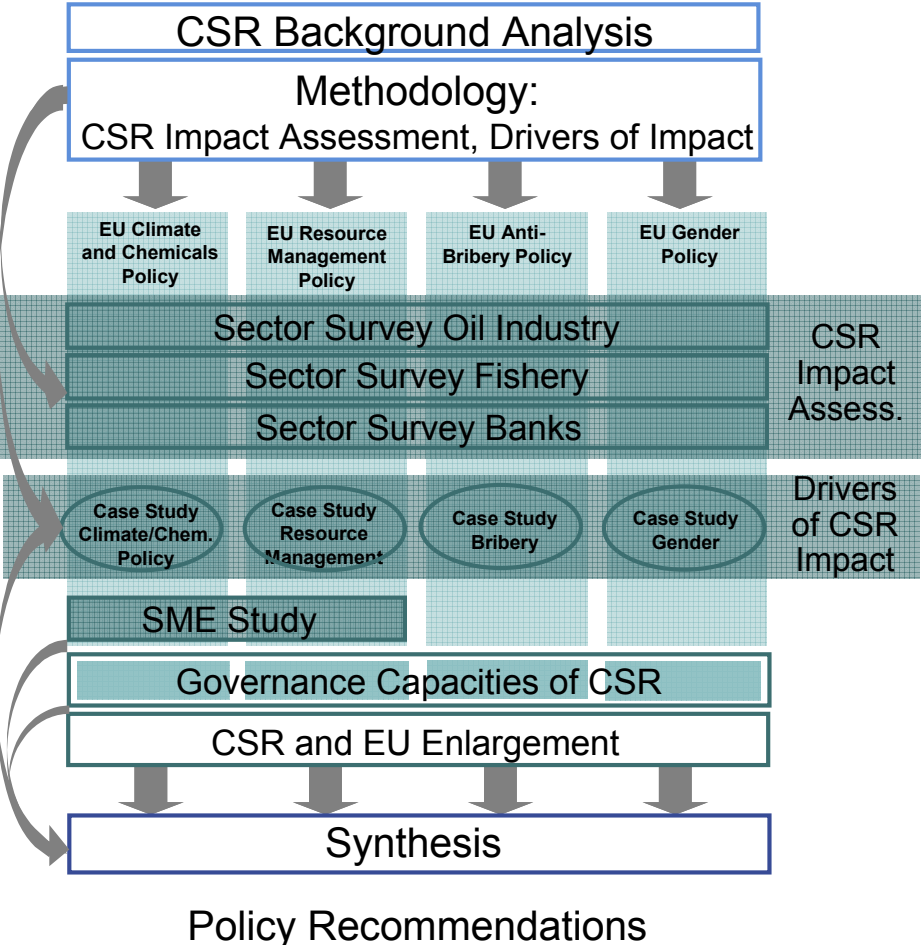 CSR Background Analysis
Methodology:
CSR Impact Assessment, Drivers of Impact
EU Climate
and Chemicals
Policy
EU Resource
Management
Policy
EU Anti-
Bribery Policy
EU Gender
Policy
Sector Survey Oil Industry
Sector Survey Fishery
Sector Survey Banks
CSR
Impact
Assess.
Case Study
Climate/Chem.
Policy
Case Study
Resource
Management
Case Study
Bribery
Case Study
Gender
Drivers
of CSR
Impact
SME Study
Governance Capacities of CSR
CSR and EU Enlargement
Synthesis
Policy Recommendations